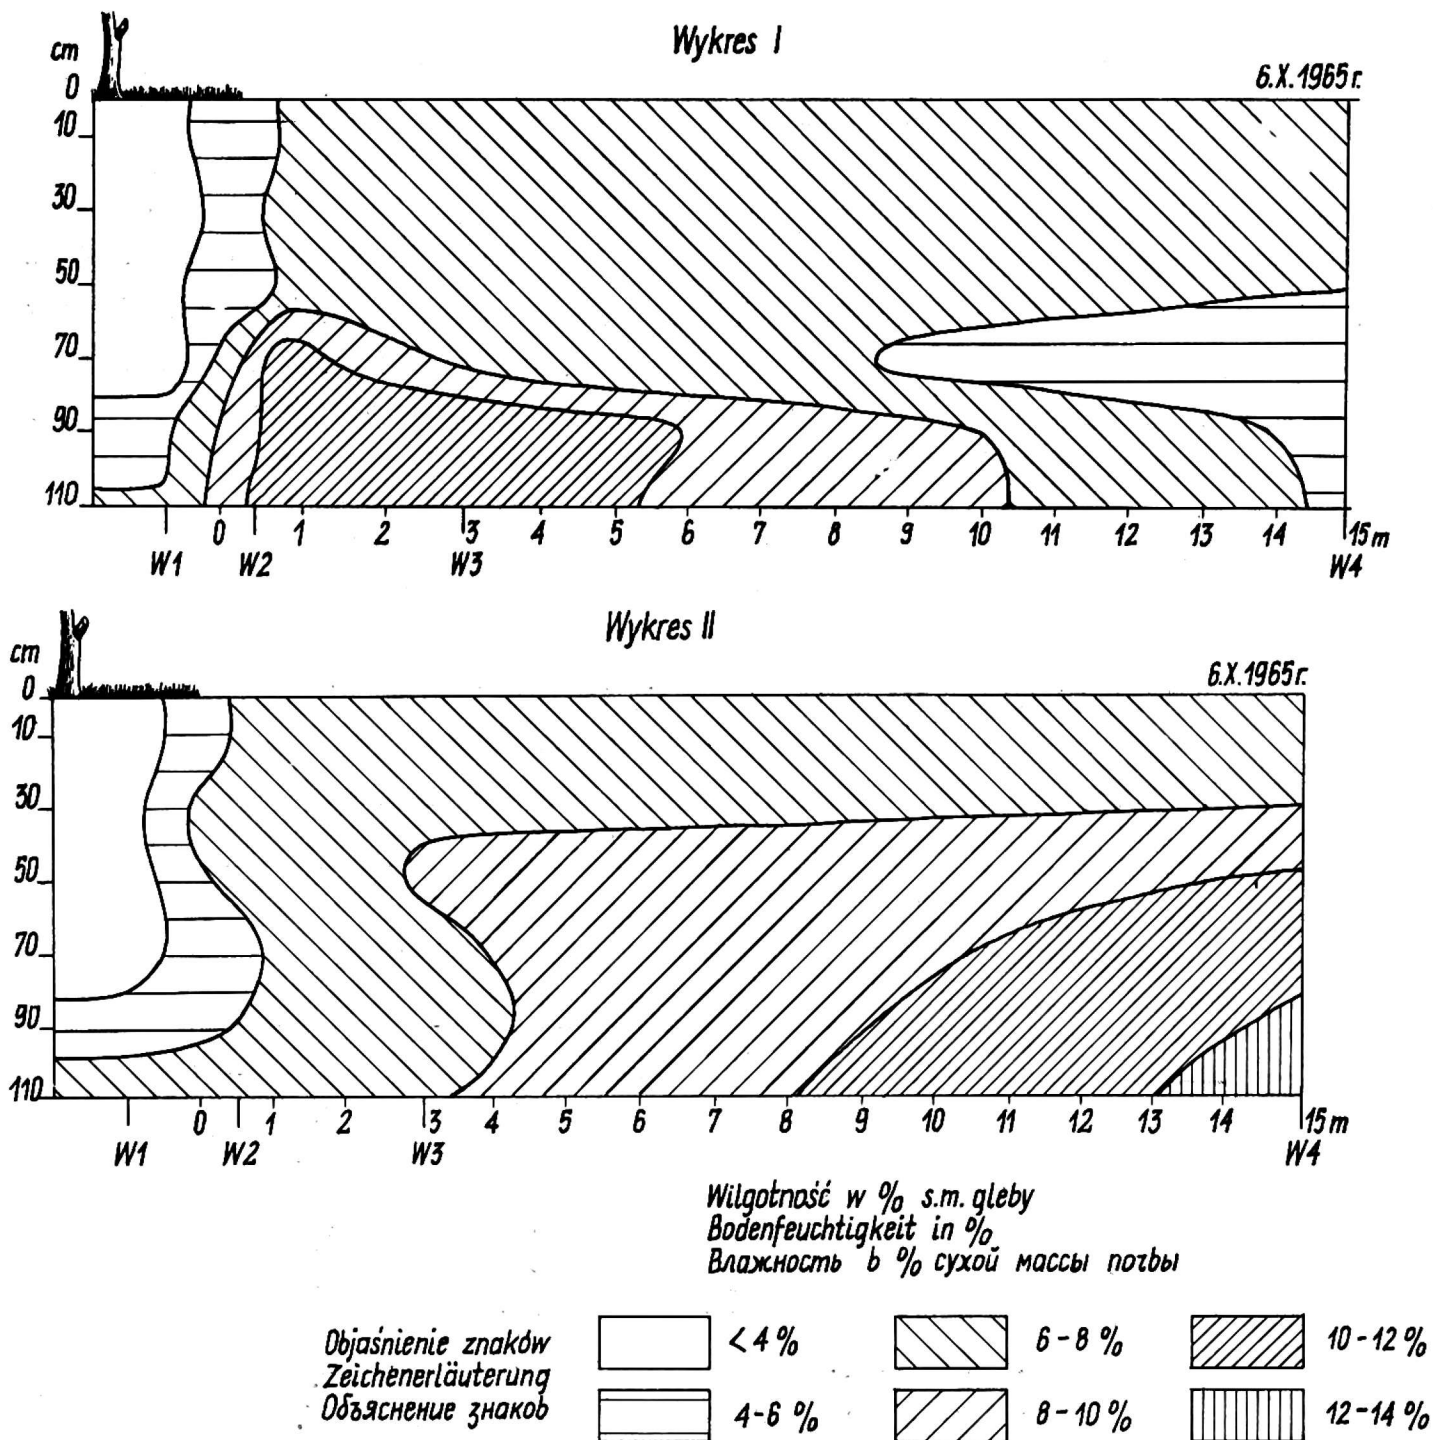 Wykres I
cm
6.X.1965 r.
0
10
30
50
70
90
110
0 1 2 3 4 5 6 7 8 9 10 11 12 13 14 15 m
W1 W2 W3 W4
Wykres II
cm
6.X.1965 r.
0
10
30
50
70
90
110
0 1 2 3 4 5 6 7 8 9 10 11 12 13 14 15 m
W1 W2 W3 W4
Wilgotność w % s.m. gleby
Bodenfeuchtigkeit in %
Влажность b % сухой массы поrbы
Objaśnienie znaków
Zeichenerläuterung
Объяснение знаков
< 4 % 6 - 8 % 10 - 12 %
4-6 % 8 - 10 % 12 - 14 %